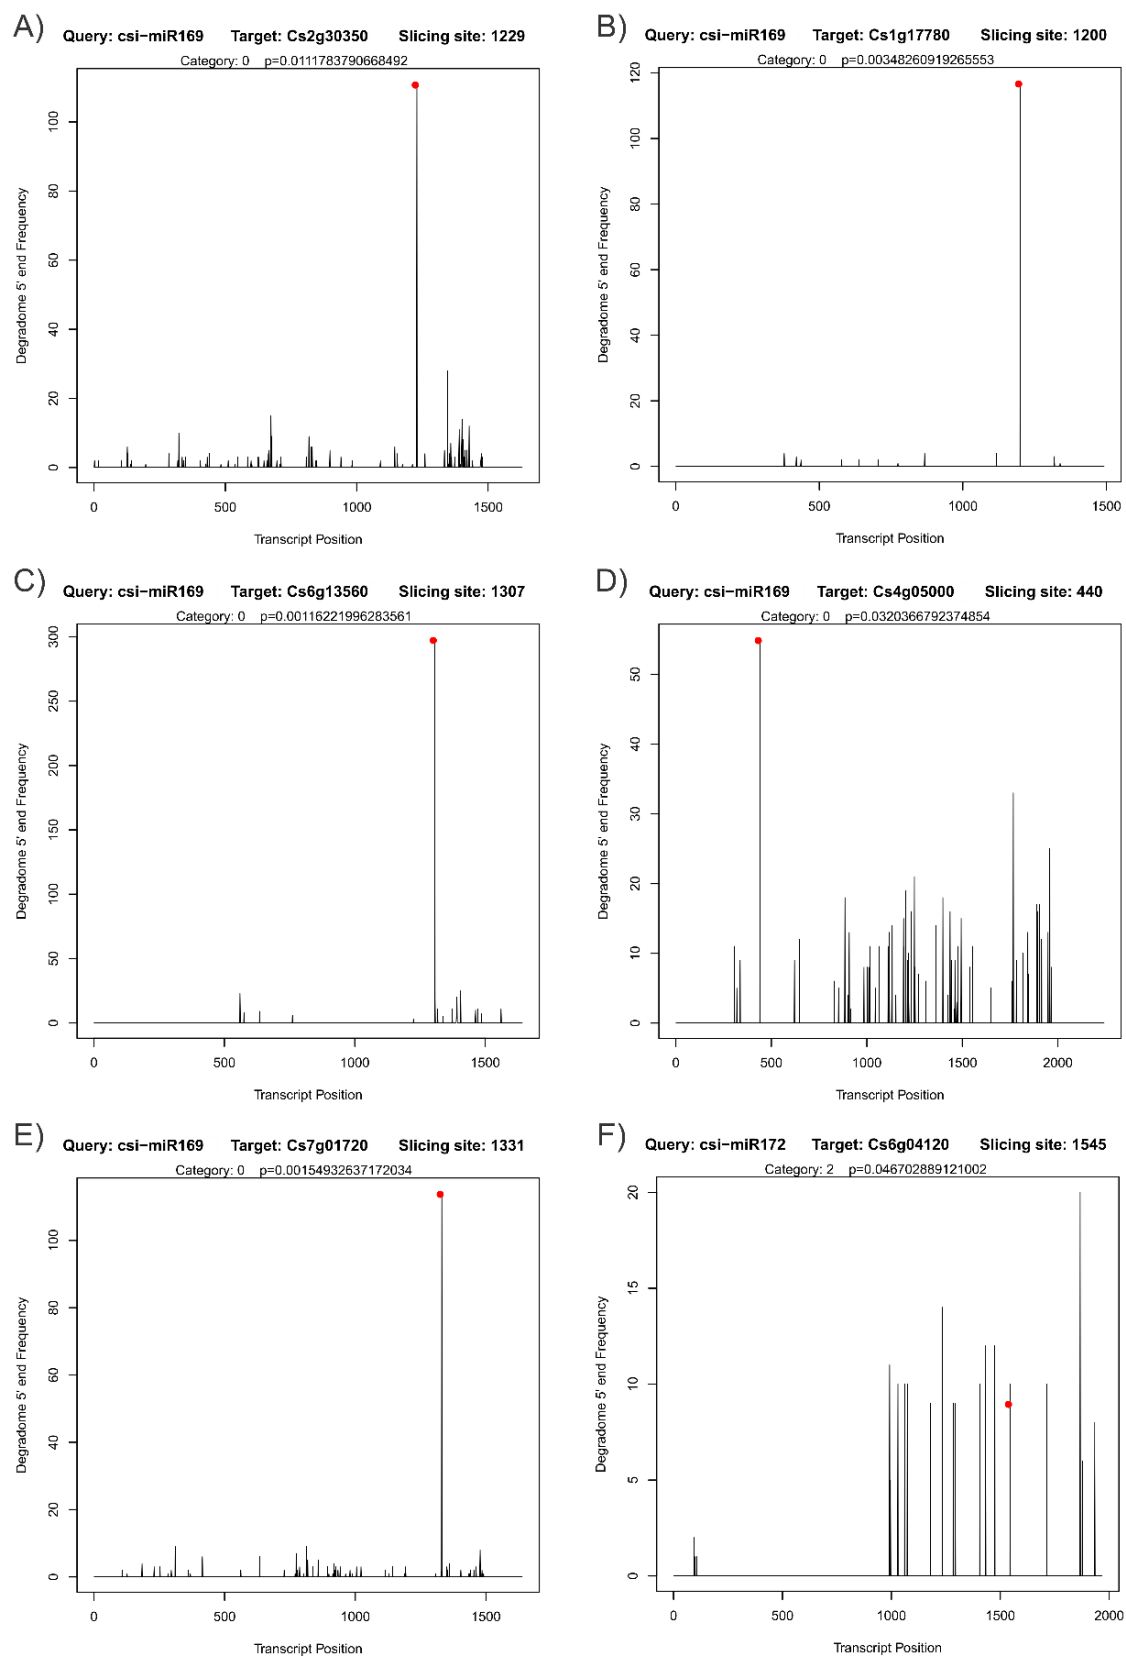 A)
Query: csi−miR169 Target: Cs2g30350 Slicing site: 1229
Category: 0 p=0.0111783790668492
Degradome 5' end Frequency
100
80
60
40
20
0
0 500 1000 1500
Transcript Position
B)
Query: csi−miR169 Target: Cs1g17780 Slicing site: 1200
Category: 0 p=0.00348260919265553
Degradome 5' end Frequency
120
100
80
60
40
20
0
0 500 1000 1500
Transcript Position
C)
Query: csi−miR169 Target: Cs6g13560 Slicing site: 1307
Category: 0 p=0.00116221996283561
Degradome 5' end Frequency
300
250
200
150
100
50
0
0 500 1000 1500
Transcript Position
D)
Query: csi−miR169 Target: Cs4g05000 Slicing site: 440
Category: 0 p=0.0320366792374854
Degradome 5' end Frequency
50
40
30
20
10
0
0 500 1000 1500 2000
Transcript Position
E)
Query: csi−miR169 Target: Cs7g01720 Slicing site: 1331
Category: 0 p=0.00154932637172034
Degradome 5' end Frequency
100
80
60
40
20
0
0 500 1000 1500
Transcript Position
F)
Query: csi−miR172 Target: Cs6g04120 Slicing site: 1545
Category: 2 p=0.046702889121002
Degradome 5' end Frequency
20
15
10
5
0
0 500 1000 1500 2000
Transcript Position